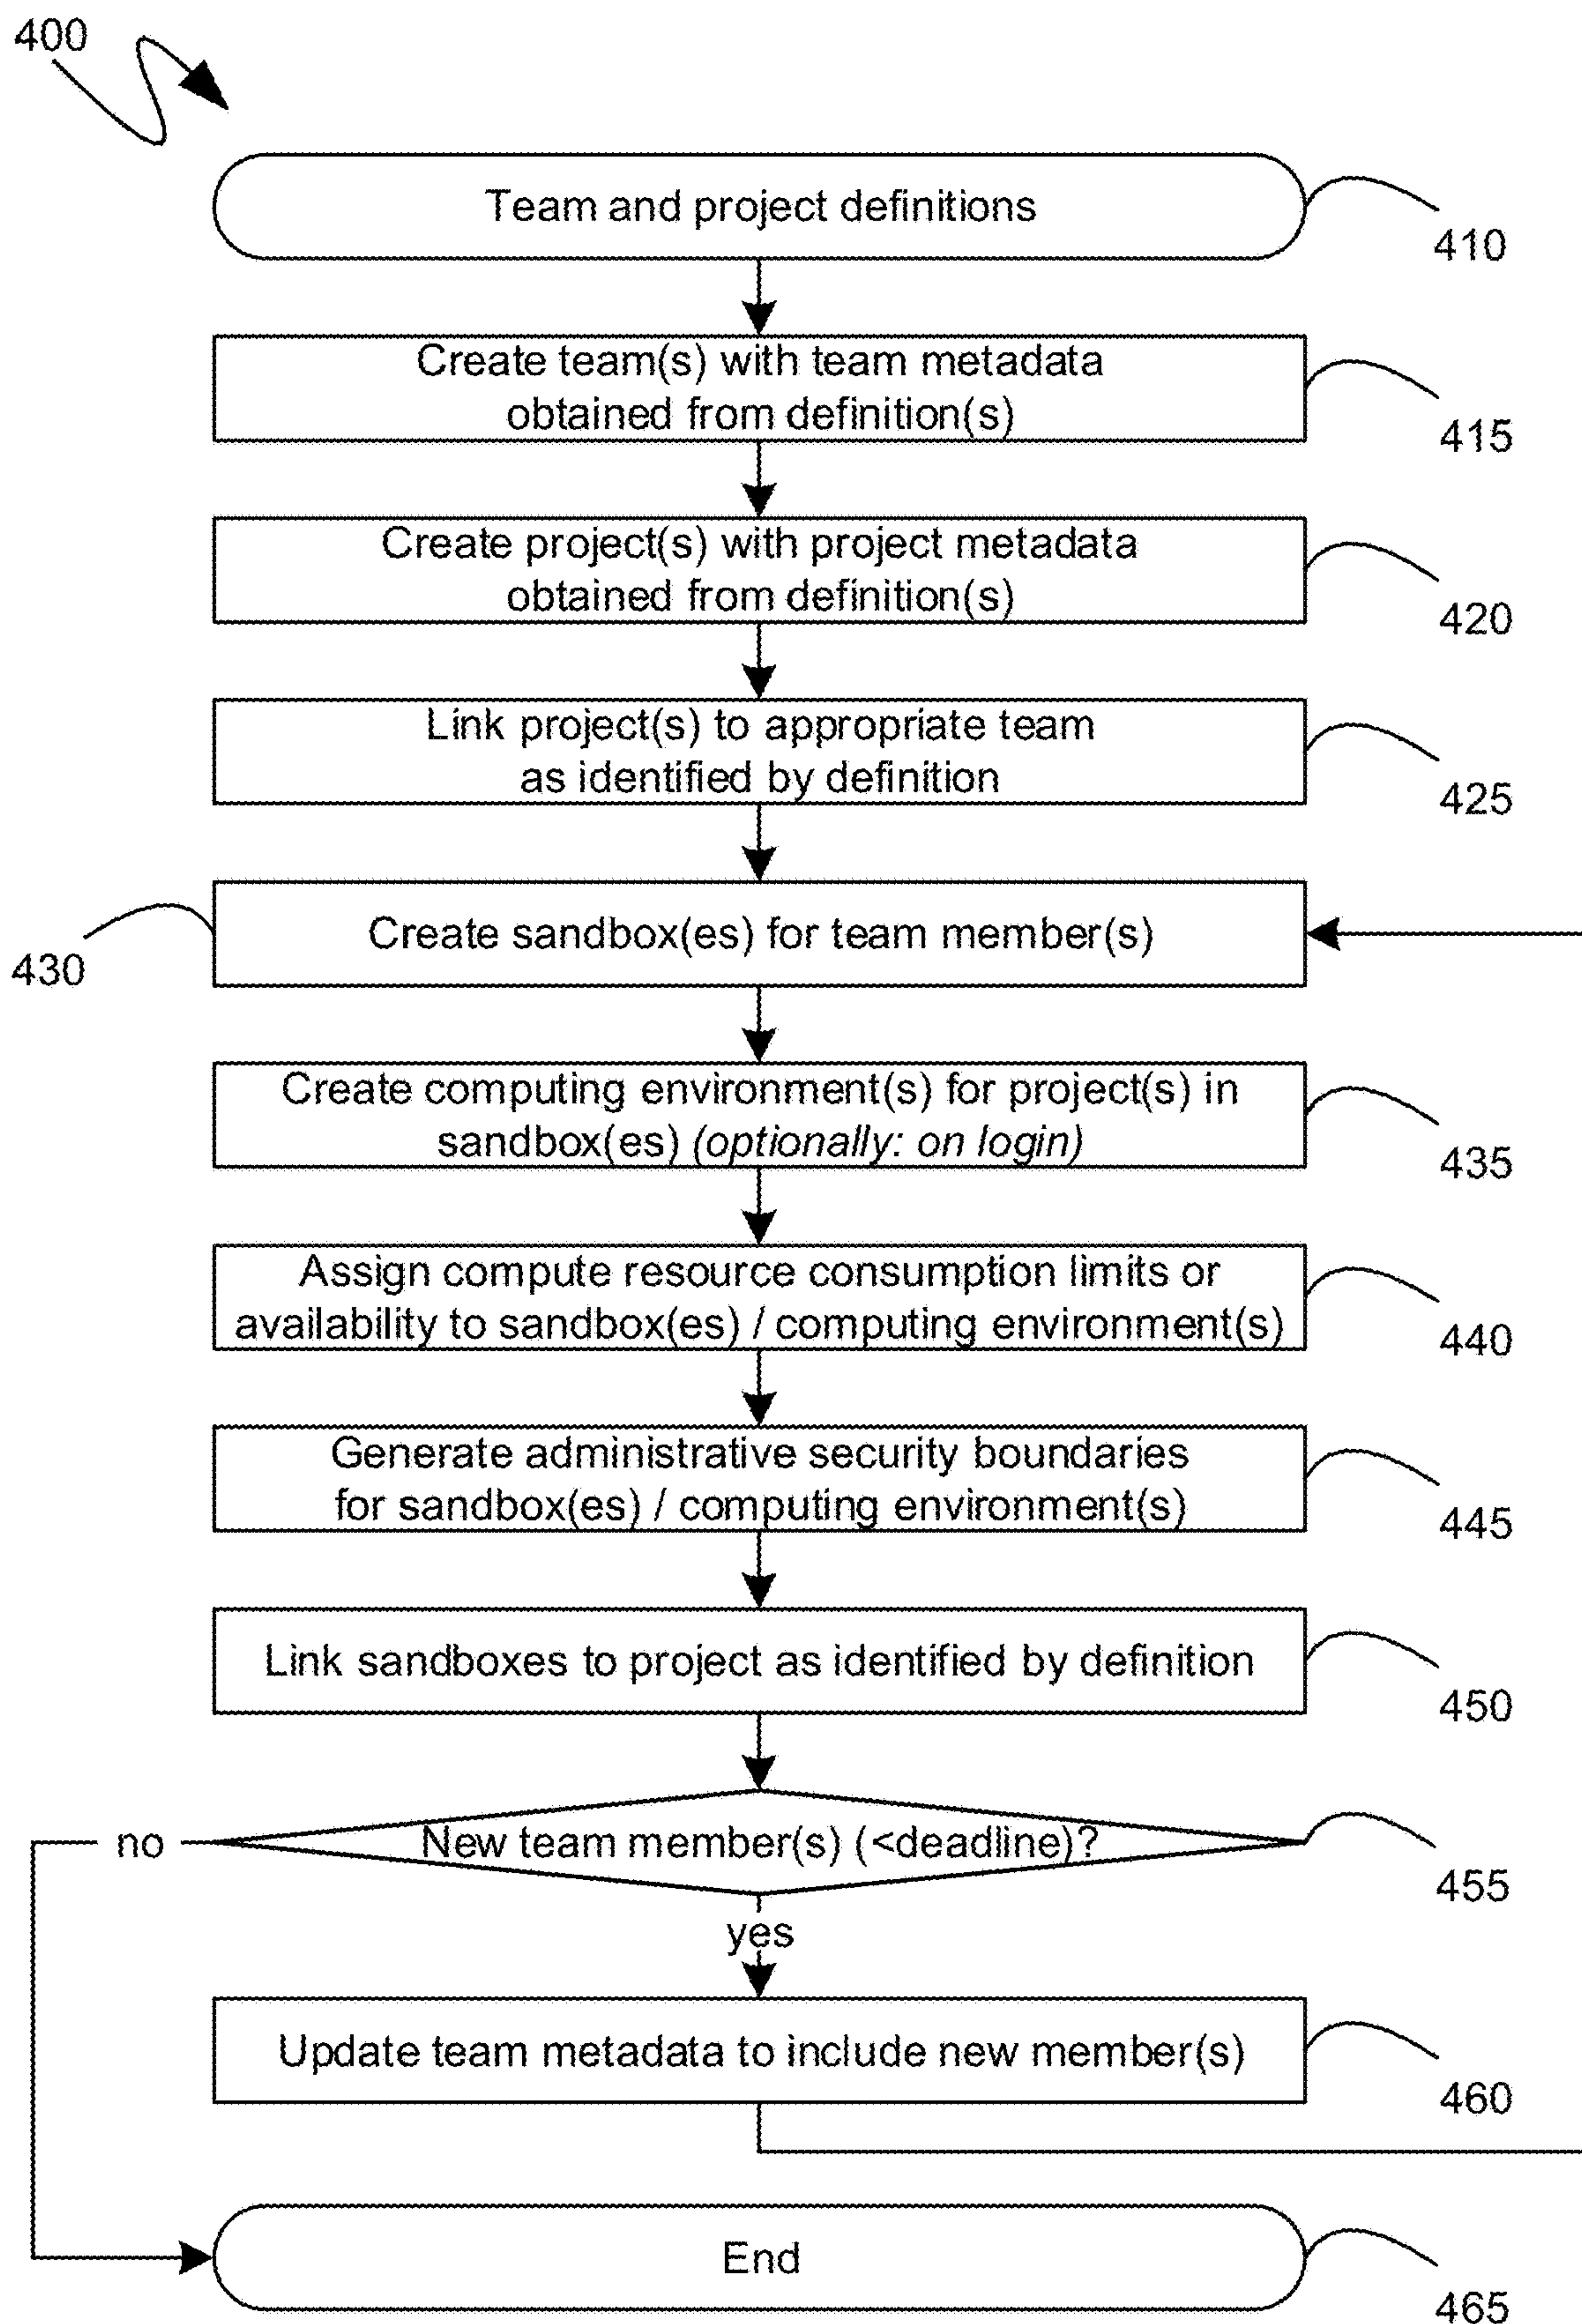 400
Team and project definitions
410
Create team(s) with team metadata
obtained from definition(s)
415
Create project(s) with project metadata
obtained from definition(s)
420
Link project(s) to appropriate team
as identified by definition
425
Create sandbox(es) for team member(s)
430
Create computing environment(s) for project(s) in
sandbox(es) (optionally: on login)
435
Assign compute resource consumption limits or
availability to sandbox(es) / computing environment(s)
440
Generate administrative security boundaries
for sandbox(es) / computing environment(s)
445
Link sandboxes to project as identified by definition
450
no
New team member(s) (<deadline)?
455
yes
Update team metadata to include new member(s)
460
End
465